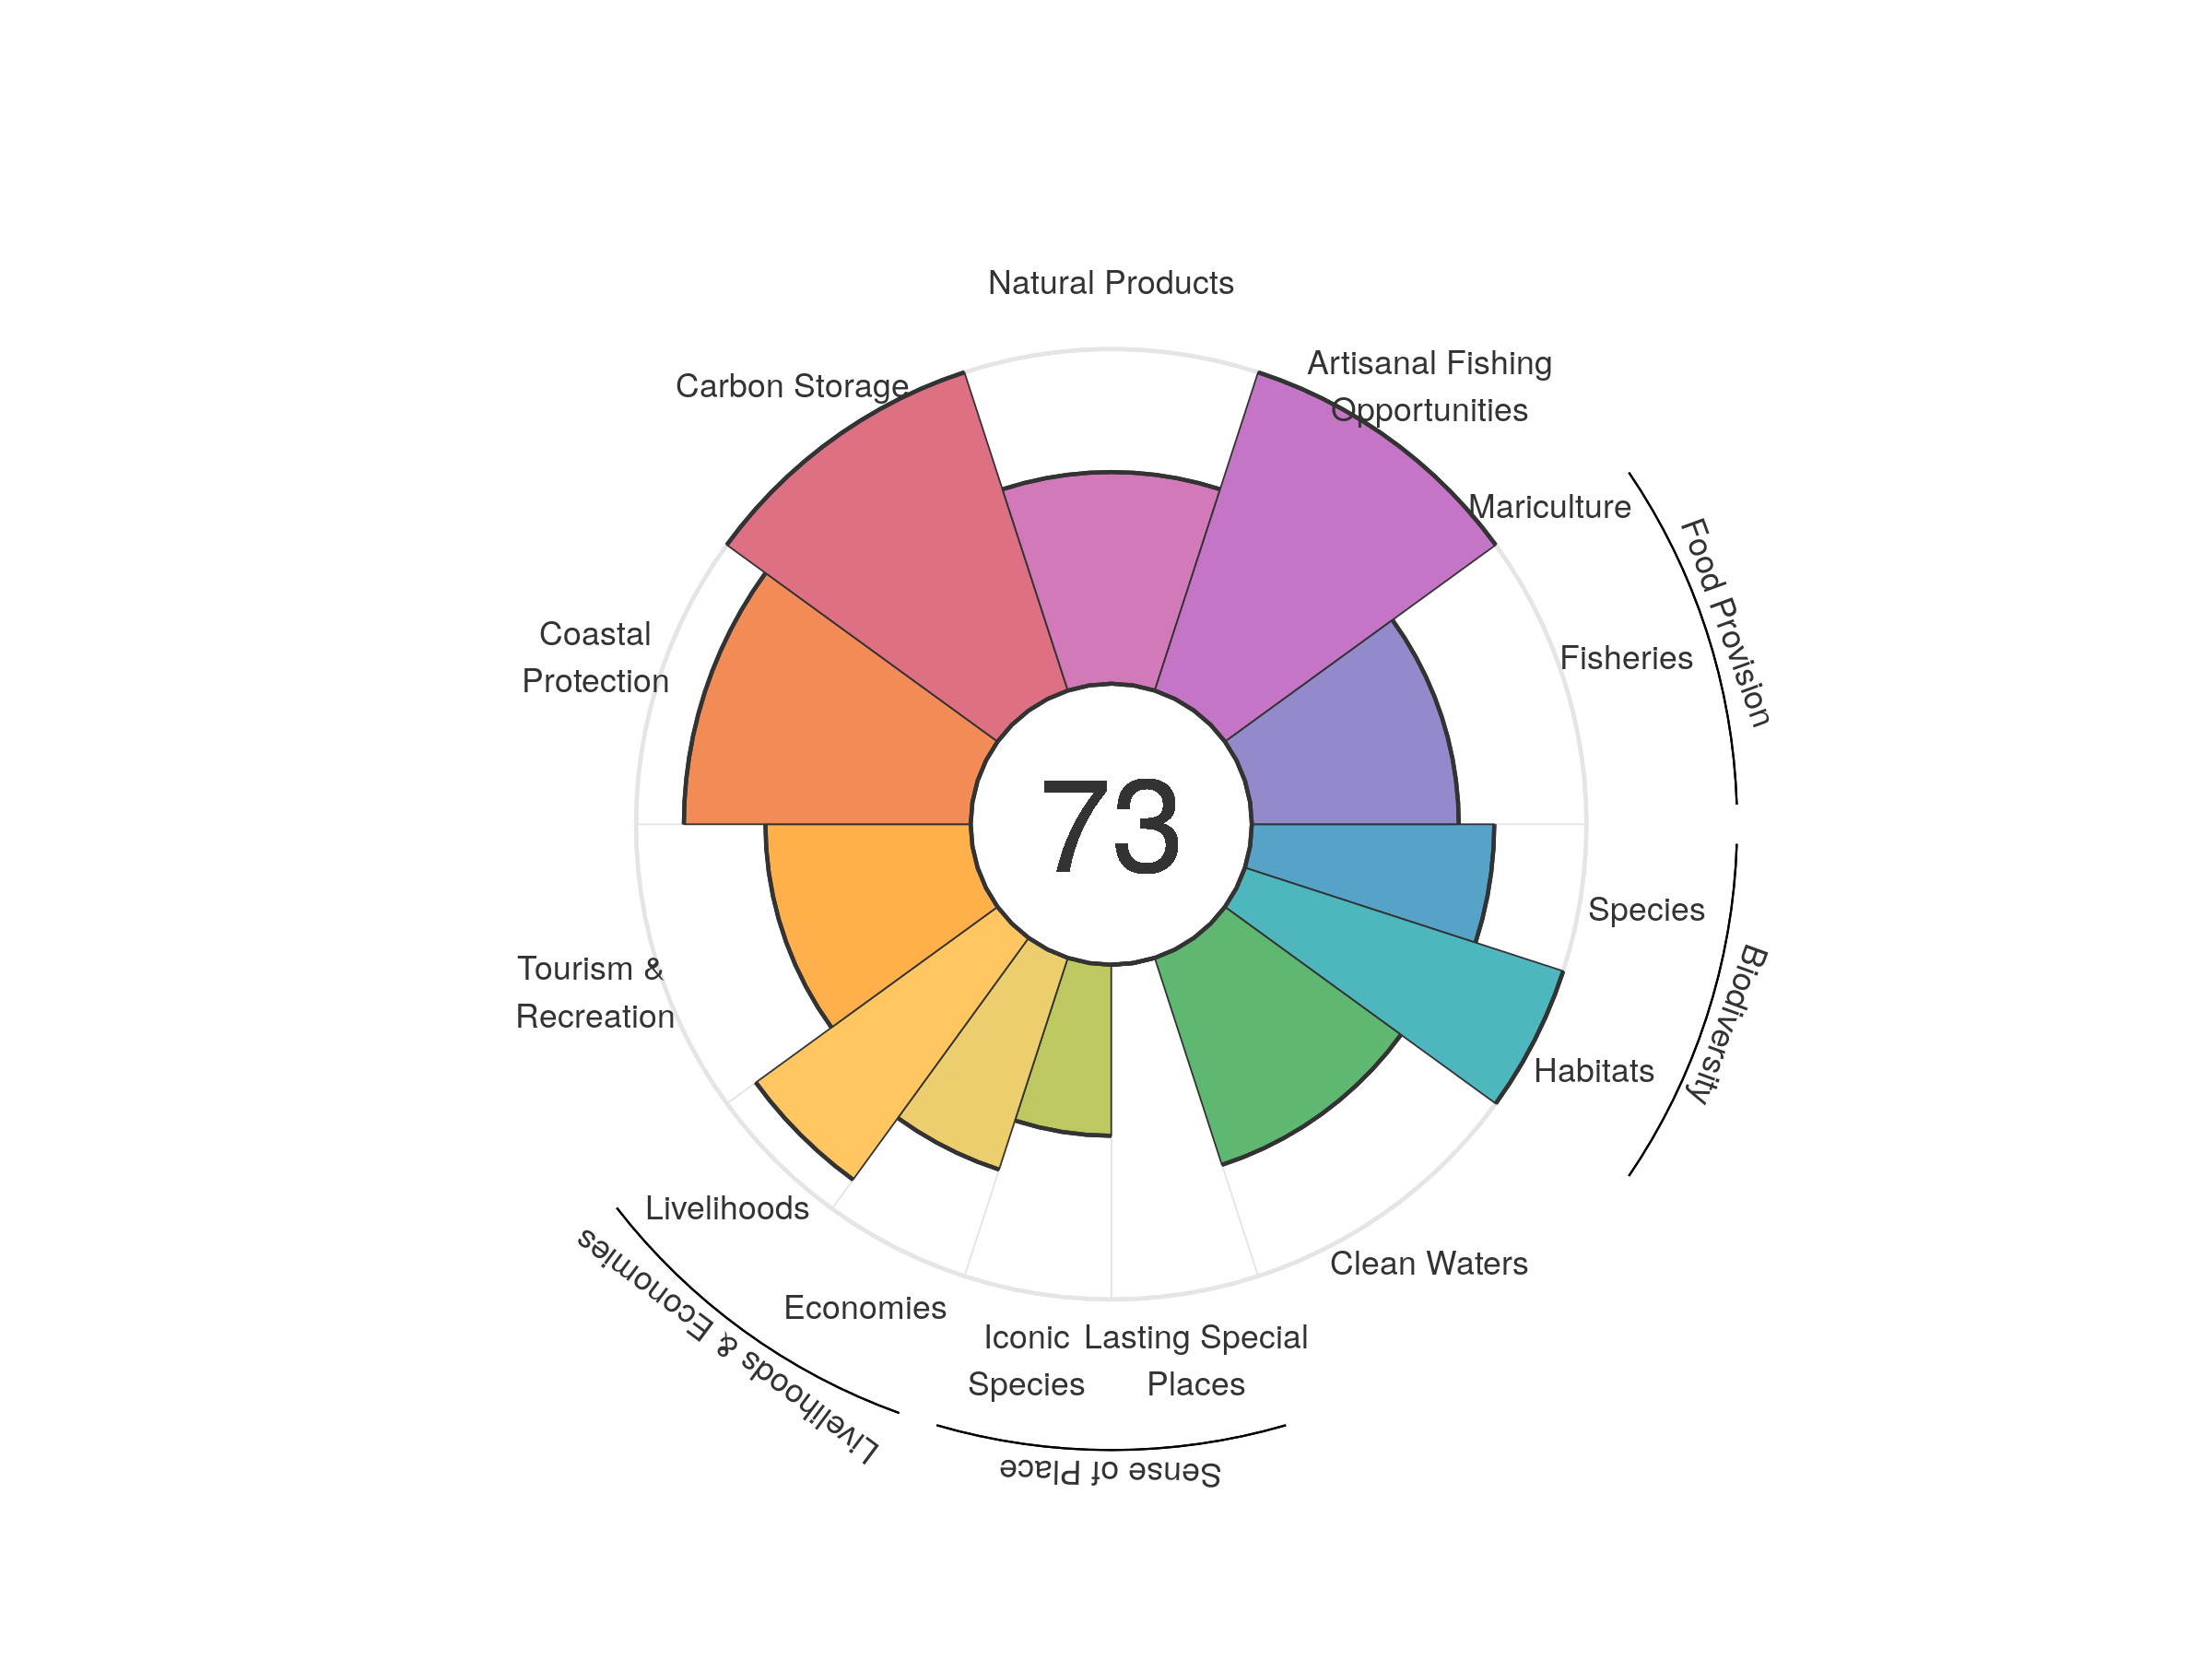 Natural Products
Artisanal Fishing
Opportunities
Carbon Storage
Mariculture
Food Provision
Fisheries
Coastal
Protection
73
Species
Biodiversity
Habitats
Tourism &
Recreation
Livelihoods
Livelihoods & Economies
Economies
Clean Waters
Iconic
Species
Lasting Special
Places
Sense of Place